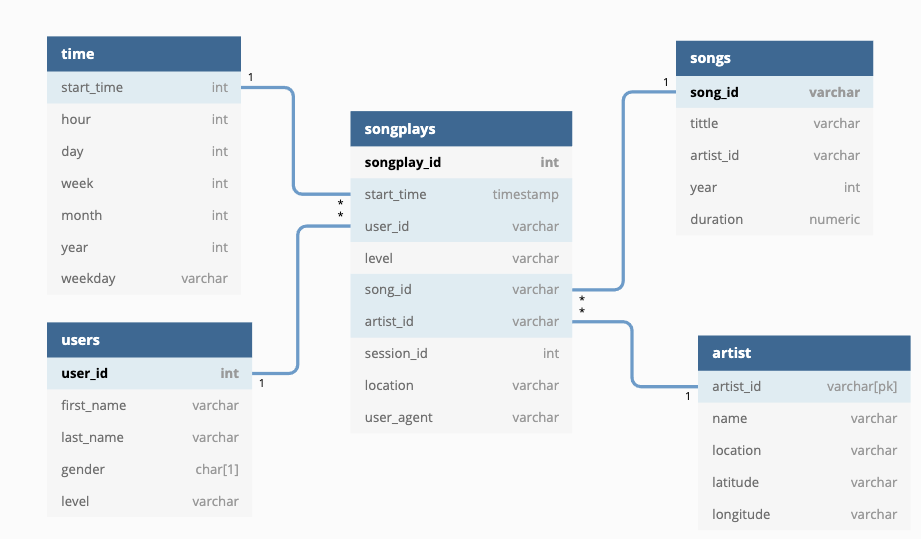 time
start_time int
hour int
day int
week int
month int
year int
weekday varchar
users
user_id int
first_name varchar
last_name varchar
gender char[1]
level varchar
songplays
songplay_id int
start_time timestamp
user_id varchar
level varchar
song_id varchar
artist_id varchar
session_id int
location varchar
user_agent varchar
songs
song_id varchar
tittle varchar
artist_id varchar
year int
duration numeric
artist
artist_id varchar[pk]
name varchar
location varchar
latitude varchar
longitude varchar
1
*
*
1
1
*
*
1